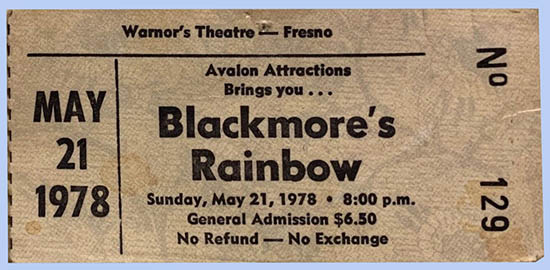 Warnor's Theatre — Fresno
MAY
21
1978
Avalon Attractions
Brings you . . .
Blackmore's
Rainbow
Sunday, May 21, 1978 • 8:00 p.m.
General Admission $6.50
No Refund — No Exchange
No 129